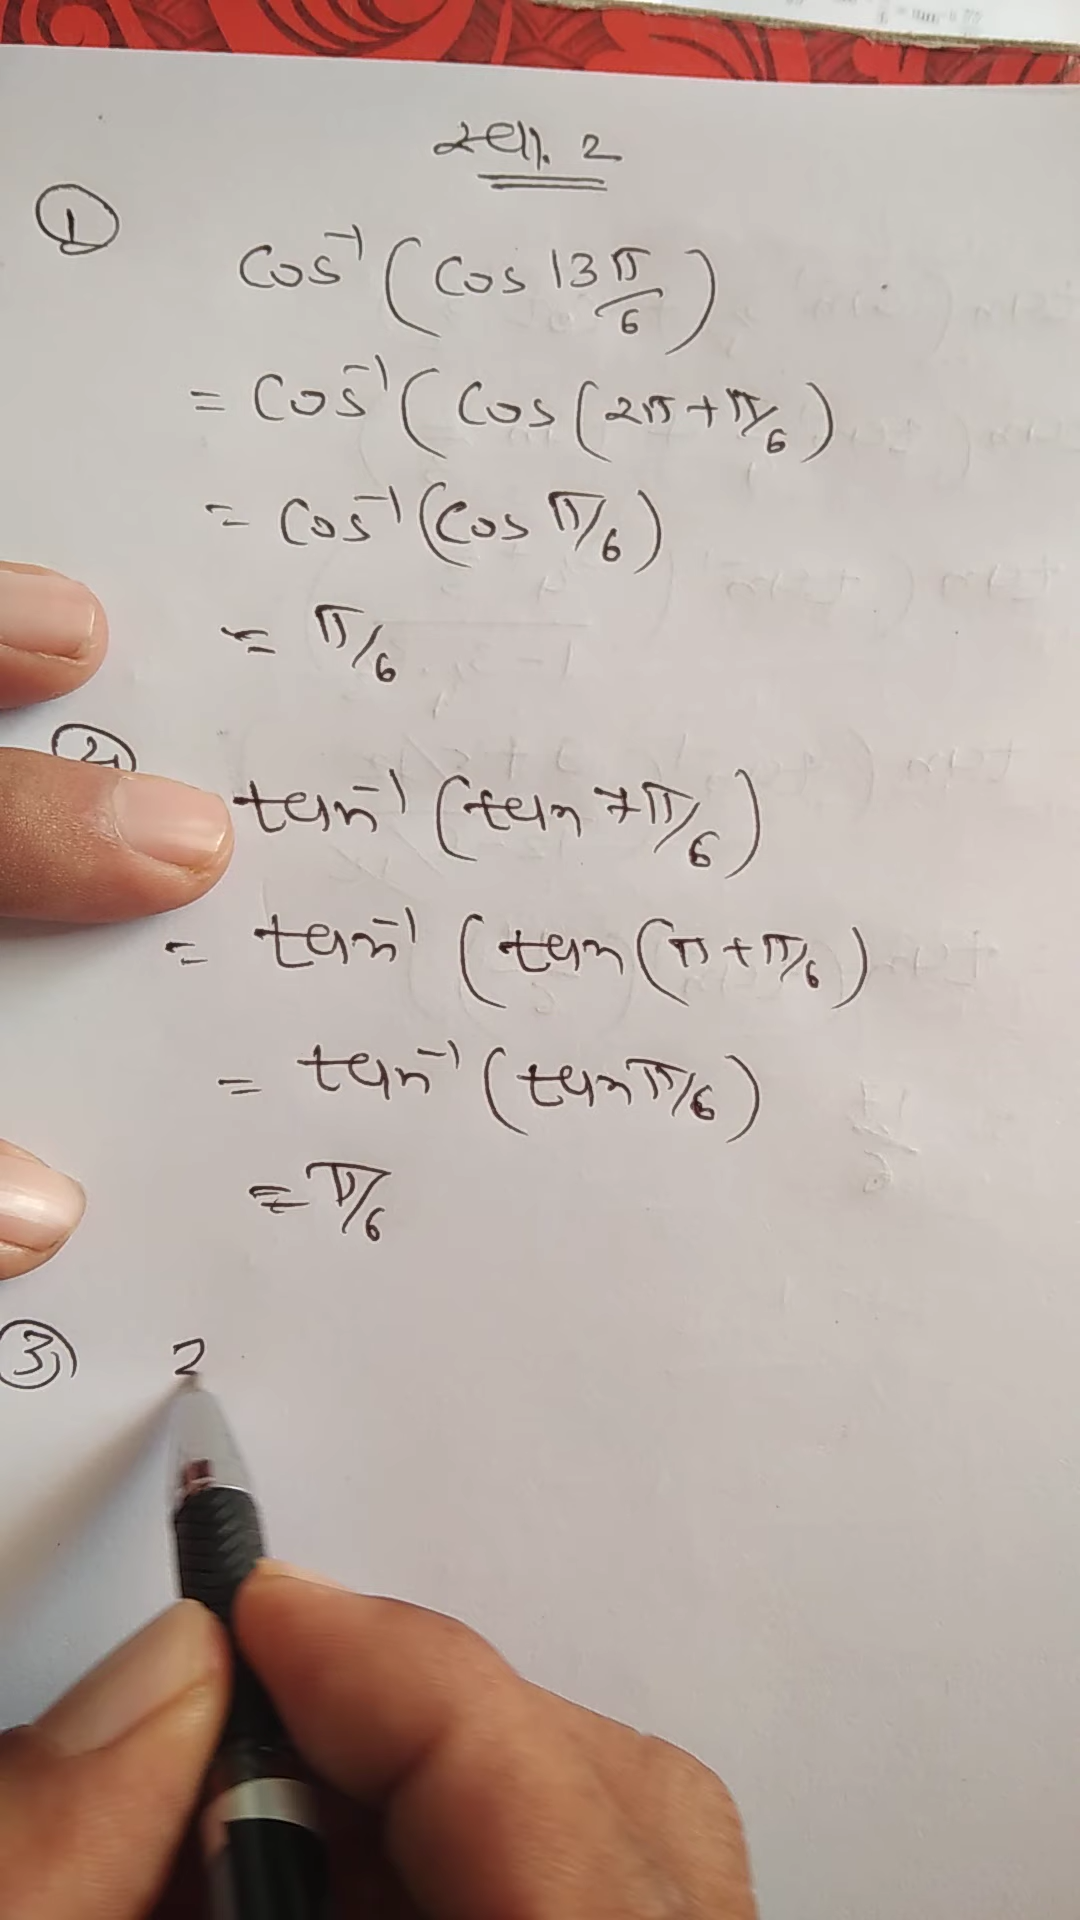 સ્વા. 2
① cos⁻¹ (cos 13π/6)
= cos⁻¹ (cos (2π + π/6)
= cos⁻¹ (cos π/6)
= π/6
② tan⁻¹ (tan 7π/6)
= tan⁻¹ (tan (π + π/6)
= tan⁻¹ (tan π/6)
= π/6
③ 2